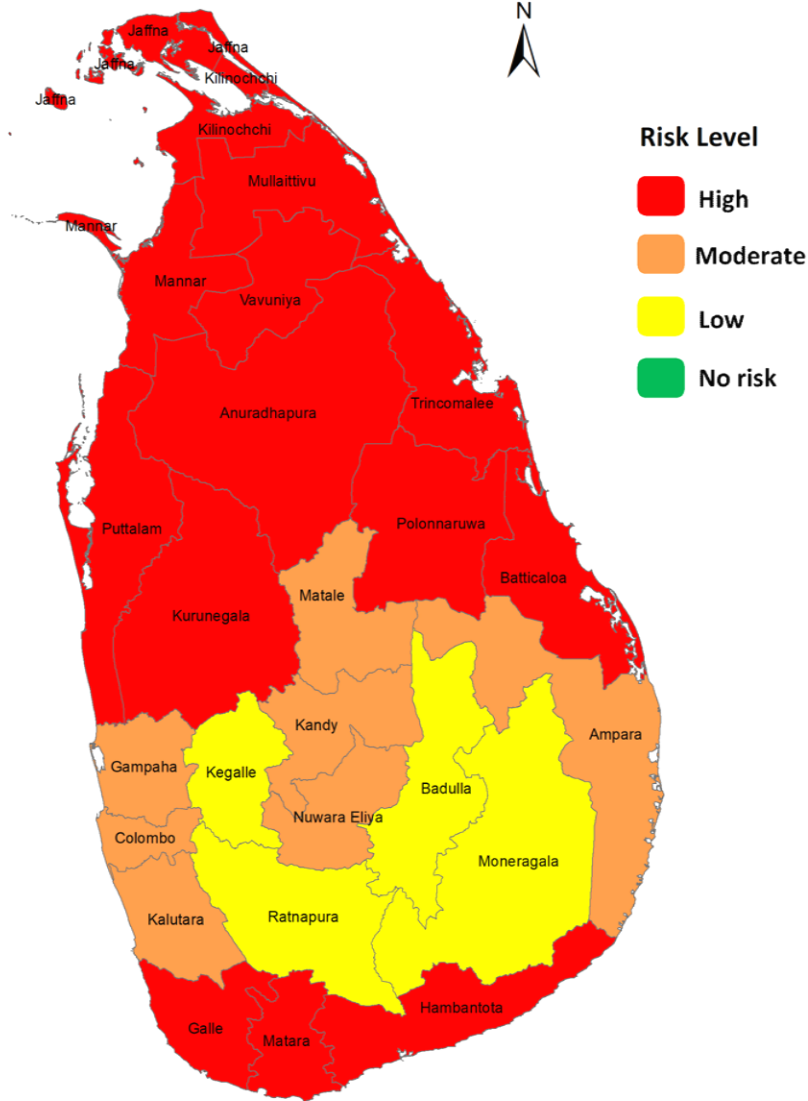 N
Jaffna
Jaffna
Jaffna
Kilinochchi
Jaffna
Kilinochchi
Mullaittivu
Mannar
Mannar
Vavuniya
Anuradhapura
Trincomalee
Puttalam
Polonnaruwa
Batticaloa
Matale
Kurunegala
Kandy
Ampara
Gampaha
Kegalle
Badulla
Nuwara Eliya
Colombo
Moneragala
Kalutara
Ratnapura
Hambantota
Galle
Matara
Risk Level
High
Moderate
Low
No risk